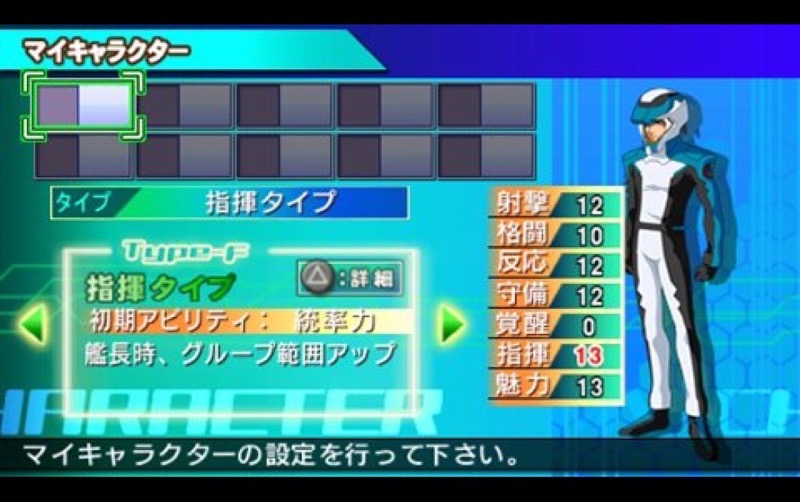 マイキャラクター
タイプ 指揮タイプ
Type-F
△:詳細
指揮タイプ
初期アビリティ: 統率力
艦長時、グループ範囲アップ
射撃 12
格闘 10
反応 12
守備 12
覚醒 0
指揮 13
魅力 13
CHARACTER
マイキャラクターの設定を行って下さい。